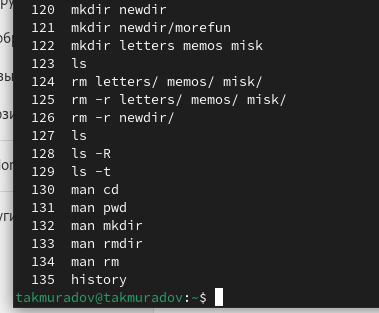 120 mkdir newdir
121 mkdir newdir/morefun
122 mkdir letters memos misk
123 ls
124 rm letters/ memos/ misk/
125 rm -r letters/ memos/ misk/
126 rm -r newdir/
127 ls
128 ls -R
129 ls -t
130 man cd
131 man pwd
132 man mkdir
133 man rmdir
134 man rm
135 history
takmuradov@takmuradov:~$